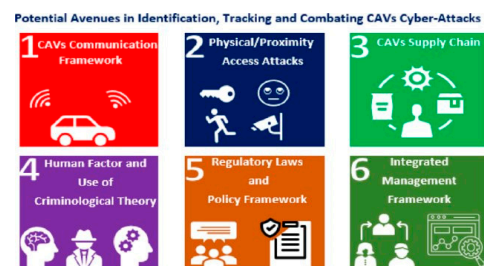 Potential Avenues in Identification, Tracking and Combating CAVs Cyber-Attacks
1 CAVs Communication
Framework
2 Physical/Proximity
Access Attacks
3 CAVs Supply Chain
4 Human Factor and
Use of
Criminological Theory
5 Regulatory Laws
and
Policy Framework
6 Integrated
Management
Framework